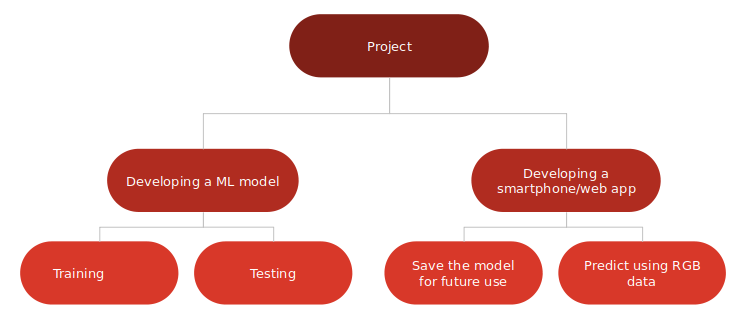 Project
Developing a ML model
Developing a
smartphone/web app
Training
Testing
Save the model
for future use
Predict using RGB
data